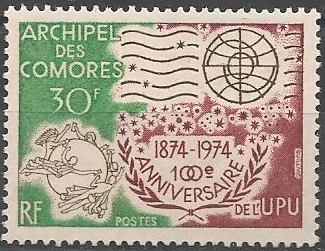 ARCHIPEL
DES
COMORES
30F
1874-1974
100e
ANNIVERSAIRE
DE L'UPU
RF
POSTES